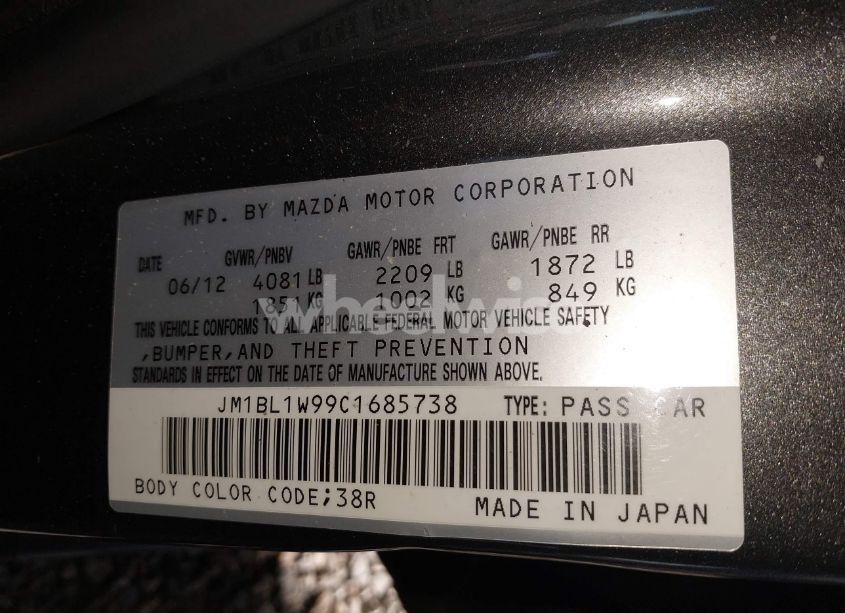 MFD. BY MAZDA MOTOR CORPORATION
DATE GVWR/PNBV GAWR/PNBE FRT GAWR/PNBE RR
06/12 4081 LB 2209 LB 1872 LB
1851 KG 1002 KG 849 KG
THIS VEHICLE CONFORMS TO ALL APPLICABLE FEDERAL MOTOR VEHICLE SAFETY
,BUMPER,AND THEFT PREVENTION
STANDARDS IN EFFECT ON THE DATE OF MANUFACTURE SHOWN ABOVE.
JM1BL1W99C1685738 TYPE: PASS CAR
BODY COLOR CODE;38R MADE IN JAPAN